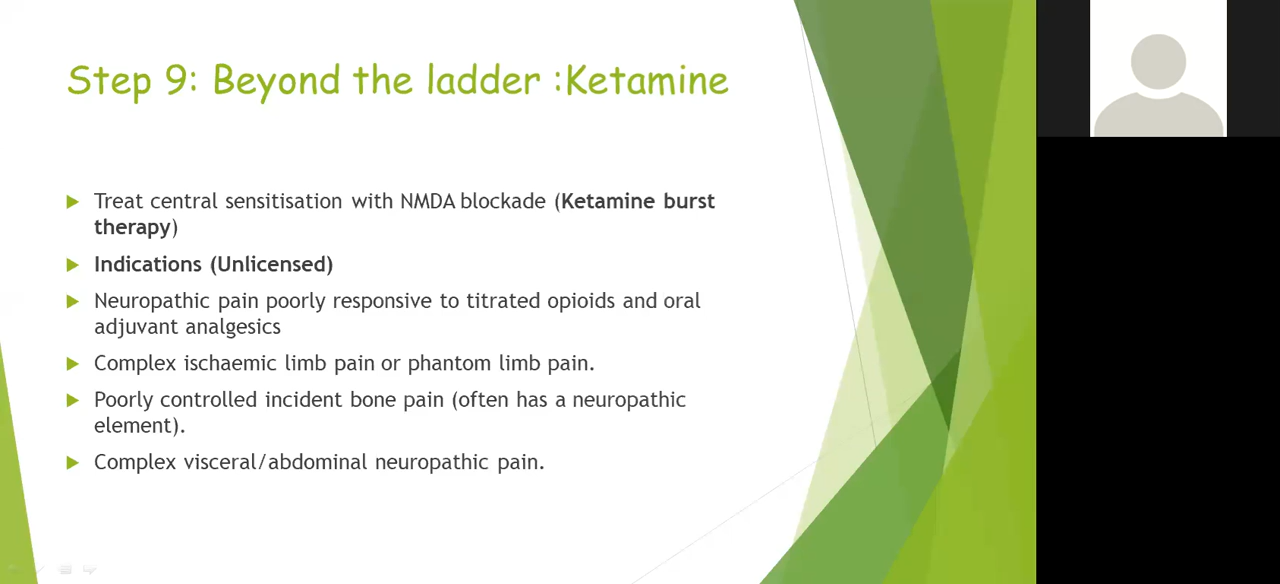 Step 9: Beyond the ladder :Ketamine
Treat central sensitisation with NMDA blockade (Ketamine burst
therapy)
Indications (Unlicensed)
Neuropathic pain poorly responsive to titrated opioids and oral
adjuvant analgesics
Complex ischaemic limb pain or phantom limb pain.
Poorly controlled incident bone pain (often has a neuropathic
element).
Complex visceral/abdominal neuropathic pain.